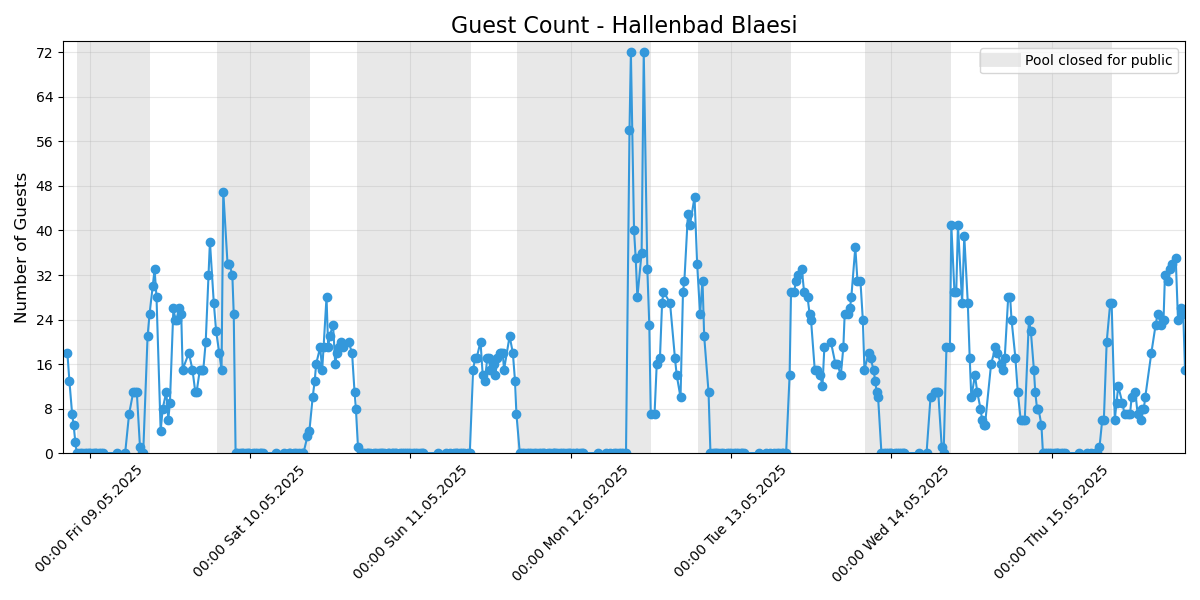 Guest Count - Hallenbad Blaesi
Pool closed for public
Number of Guests
72
64
56
48
40
32
24
16
8
0
00:00 Fri 09.05.2025
00:00 Sat 10.05.2025
00:00 Sun 11.05.2025
00:00 Mon 12.05.2025
00:00 Tue 13.05.2025
00:00 Wed 14.05.2025
00:00 Thu 15.05.2025